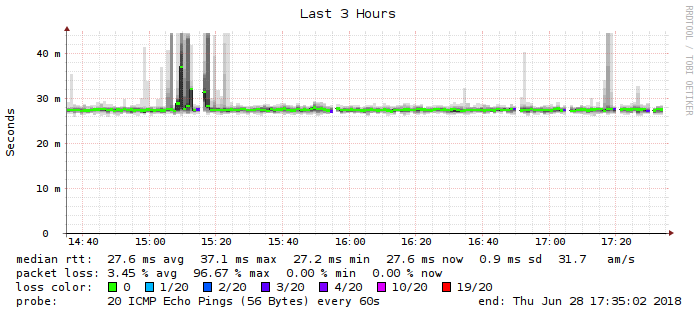 Last 3 Hours
RRDTOOL / TOBI OETIKER
Seconds
40 m
30 m
20 m
10 m
0
14:40 15:00 15:20 15:40 16:00 16:20 16:40 17:00 17:20
median rtt: 27.6 ms avg 37.1 ms max 27.2 ms min 27.6 ms now 0.9 ms sd 31.7 am/s
packet loss: 3.45 % avg 96.67 % max 0.00 % min 0.00 % now
loss color: 0 1/20 2/20 3/20 4/20 10/20 19/20
probe: 20 ICMP Echo Pings (56 Bytes) every 60s end: Thu Jun 28 17:35:02 2018